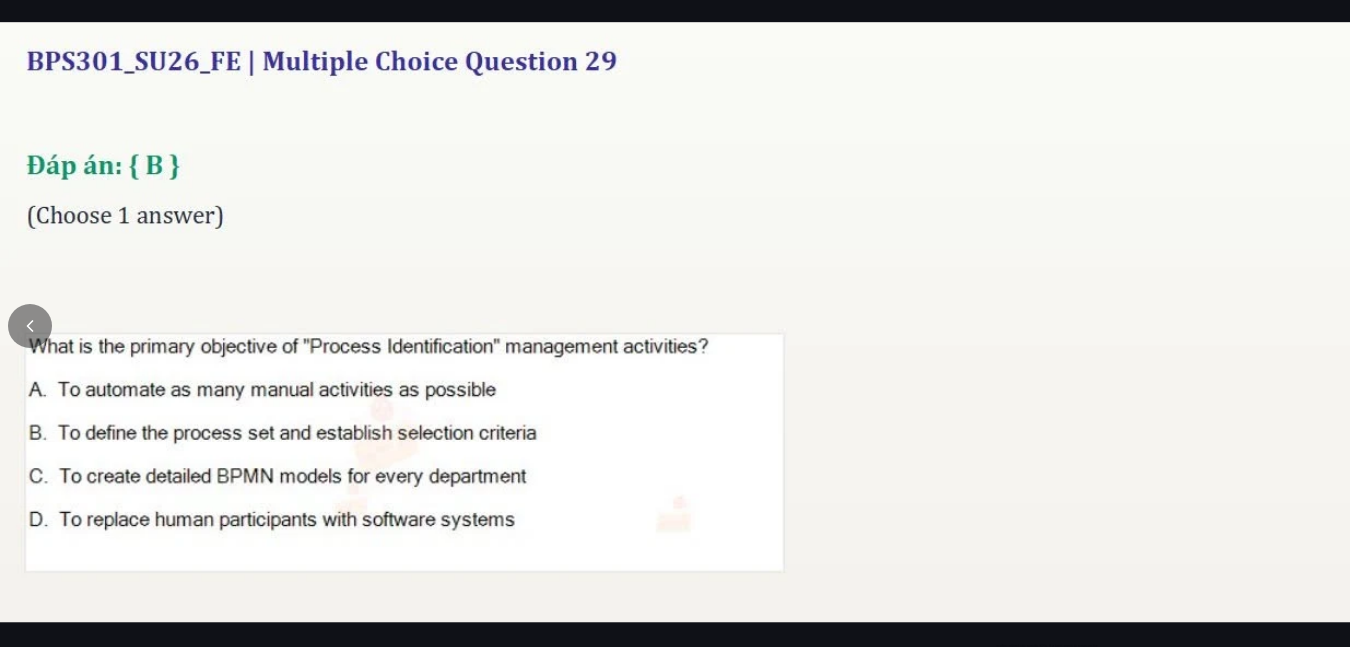 BPS301_SU26_FE | Multiple Choice Question 29
Đáp án: { B }
(Choose 1 answer)
What is the primary objective of "Process Identification" management activities?
A. To automate as many manual activities as possible
B. To define the process set and establish selection criteria
C. To create detailed BPMN models for every department
D. To replace human participants with software systems